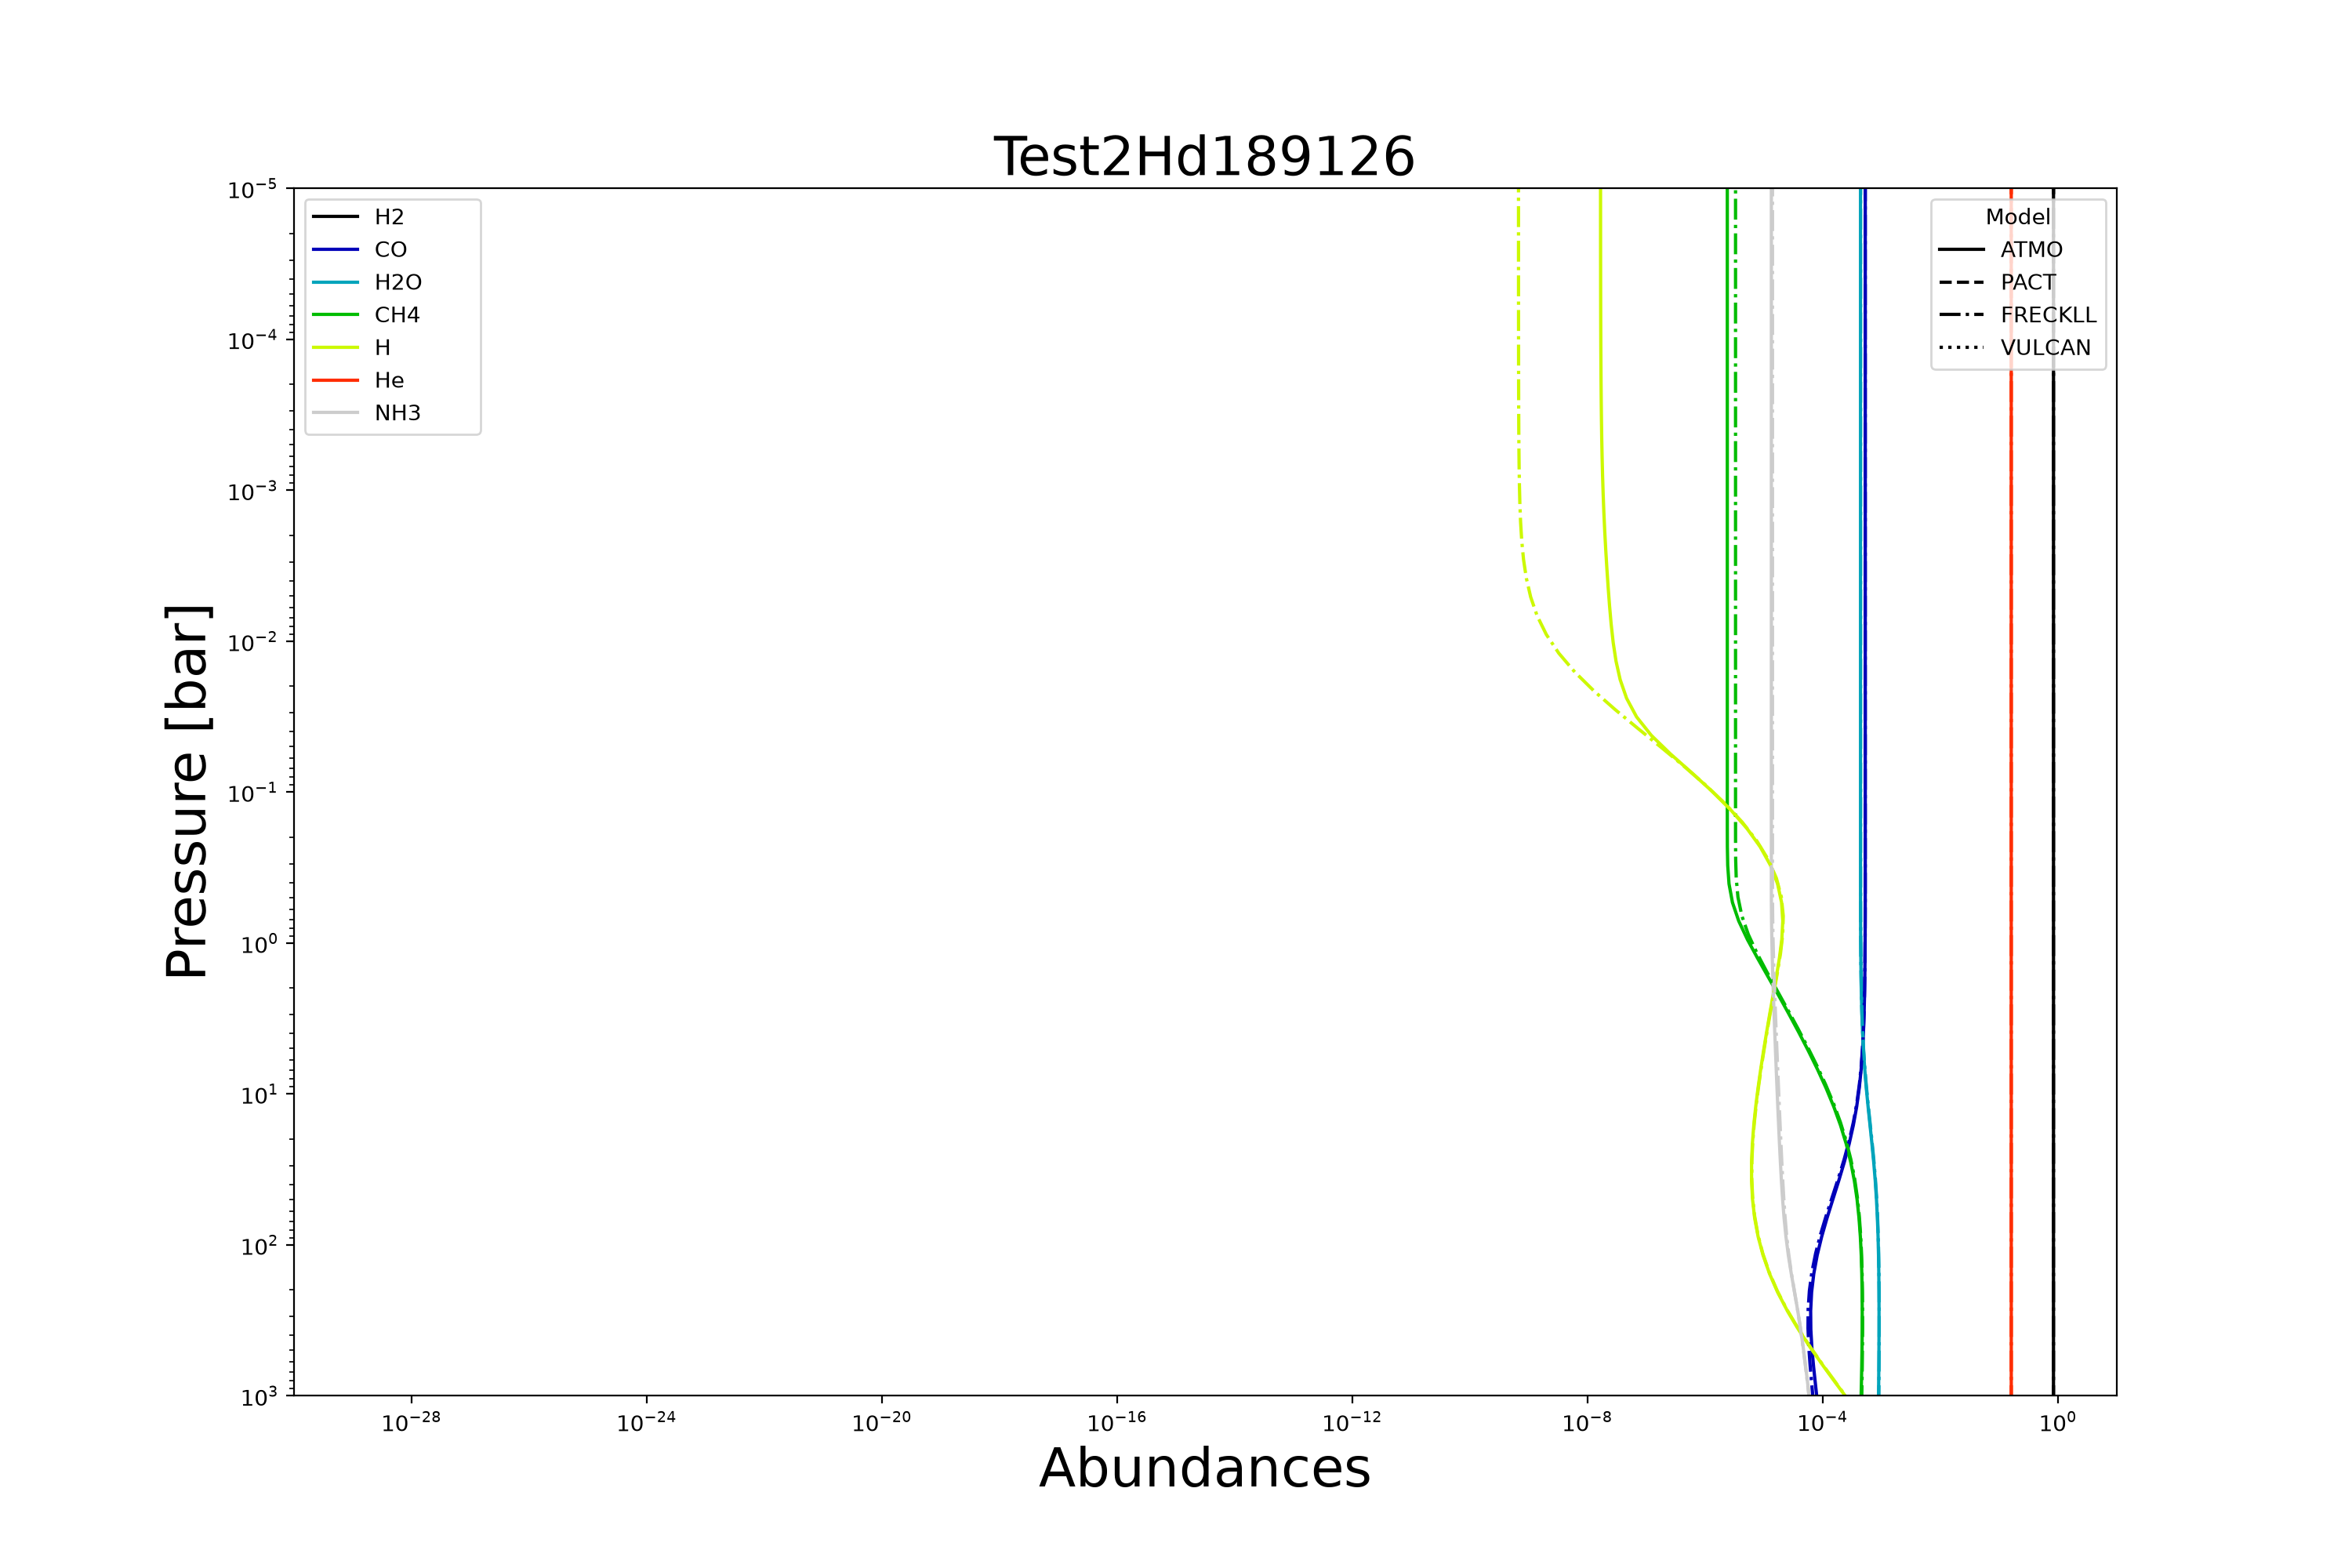 Test2Hd189126
H2
CO
H2O
CH4
H
He
NH3
Model
ATMO
PACT
FRECKLL
VULCAN
Pressure [bar]
10⁻⁵
10⁻⁴
10⁻³
10⁻²
10⁻¹
10⁰
10¹
10²
10³
10⁻²⁸ 10⁻²⁴ 10⁻²⁰ 10⁻¹⁶ 10⁻¹² 10⁻⁸ 10⁻⁴ 10⁰
Abundances